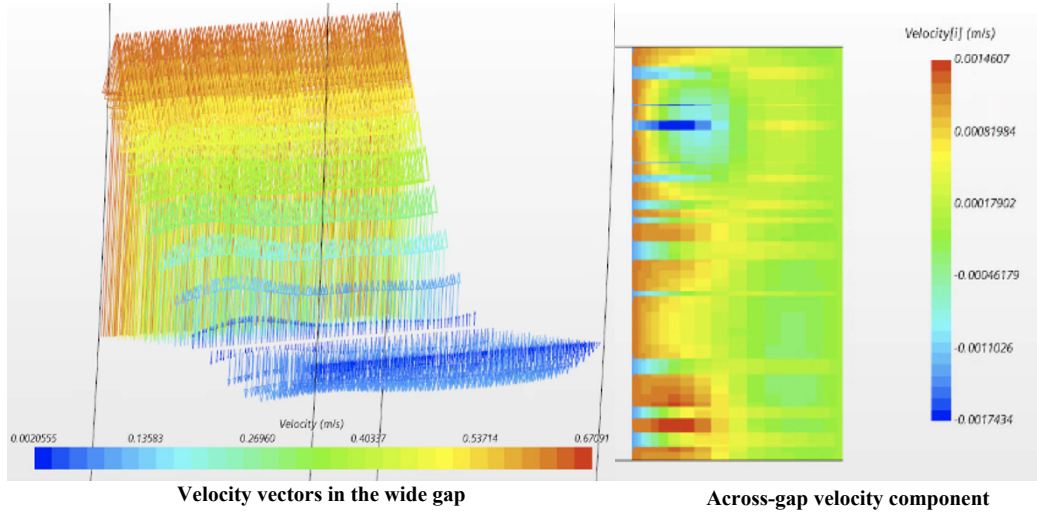 Velocity[i] (m/s)
0.0014607
0.00081984
0.00017902
-0.00046179
-0.0011026
-0.0017434
Velocity (m/s)
0.0020555 0.13583 0.26960 0.40337 0.53714 0.67091
Velocity vectors in the wide gap
Across-gap velocity component